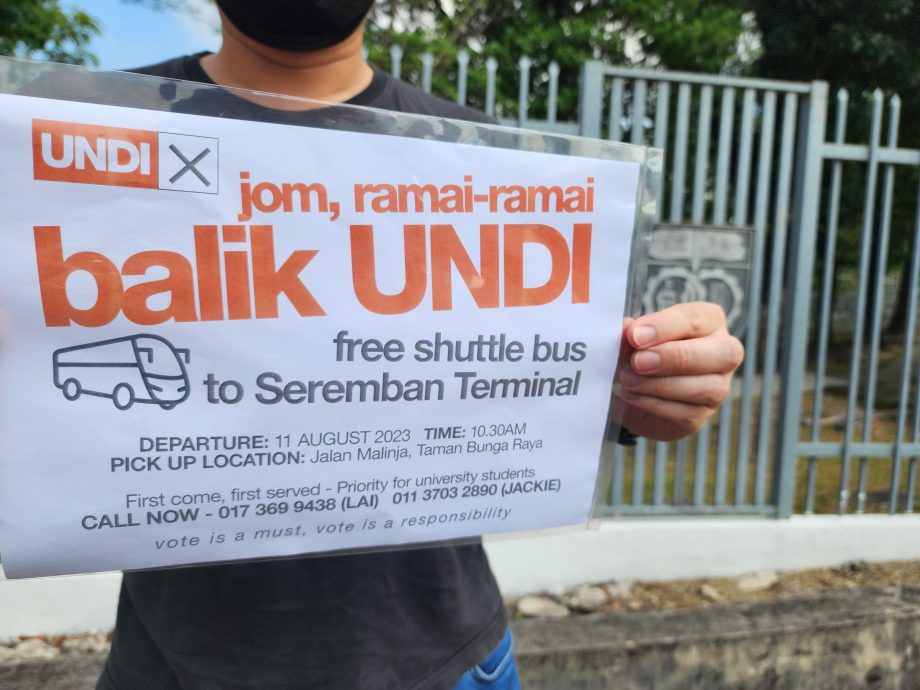 UNDI X
jom, ramai-ramai
balik UNDI
free shuttle bus
to Seremban Terminal
DEPARTURE: 11 AUGUST 2023 TIME: 10.30AM
PICK UP LOCATION: Jalan Malinja, Taman Bunga Raya
First come, first served - Priority for university students
CALL NOW - 017 369 9438 (LAI) 011 3703 2890 (JACKIE)
vote is a must, vote is a responsibility